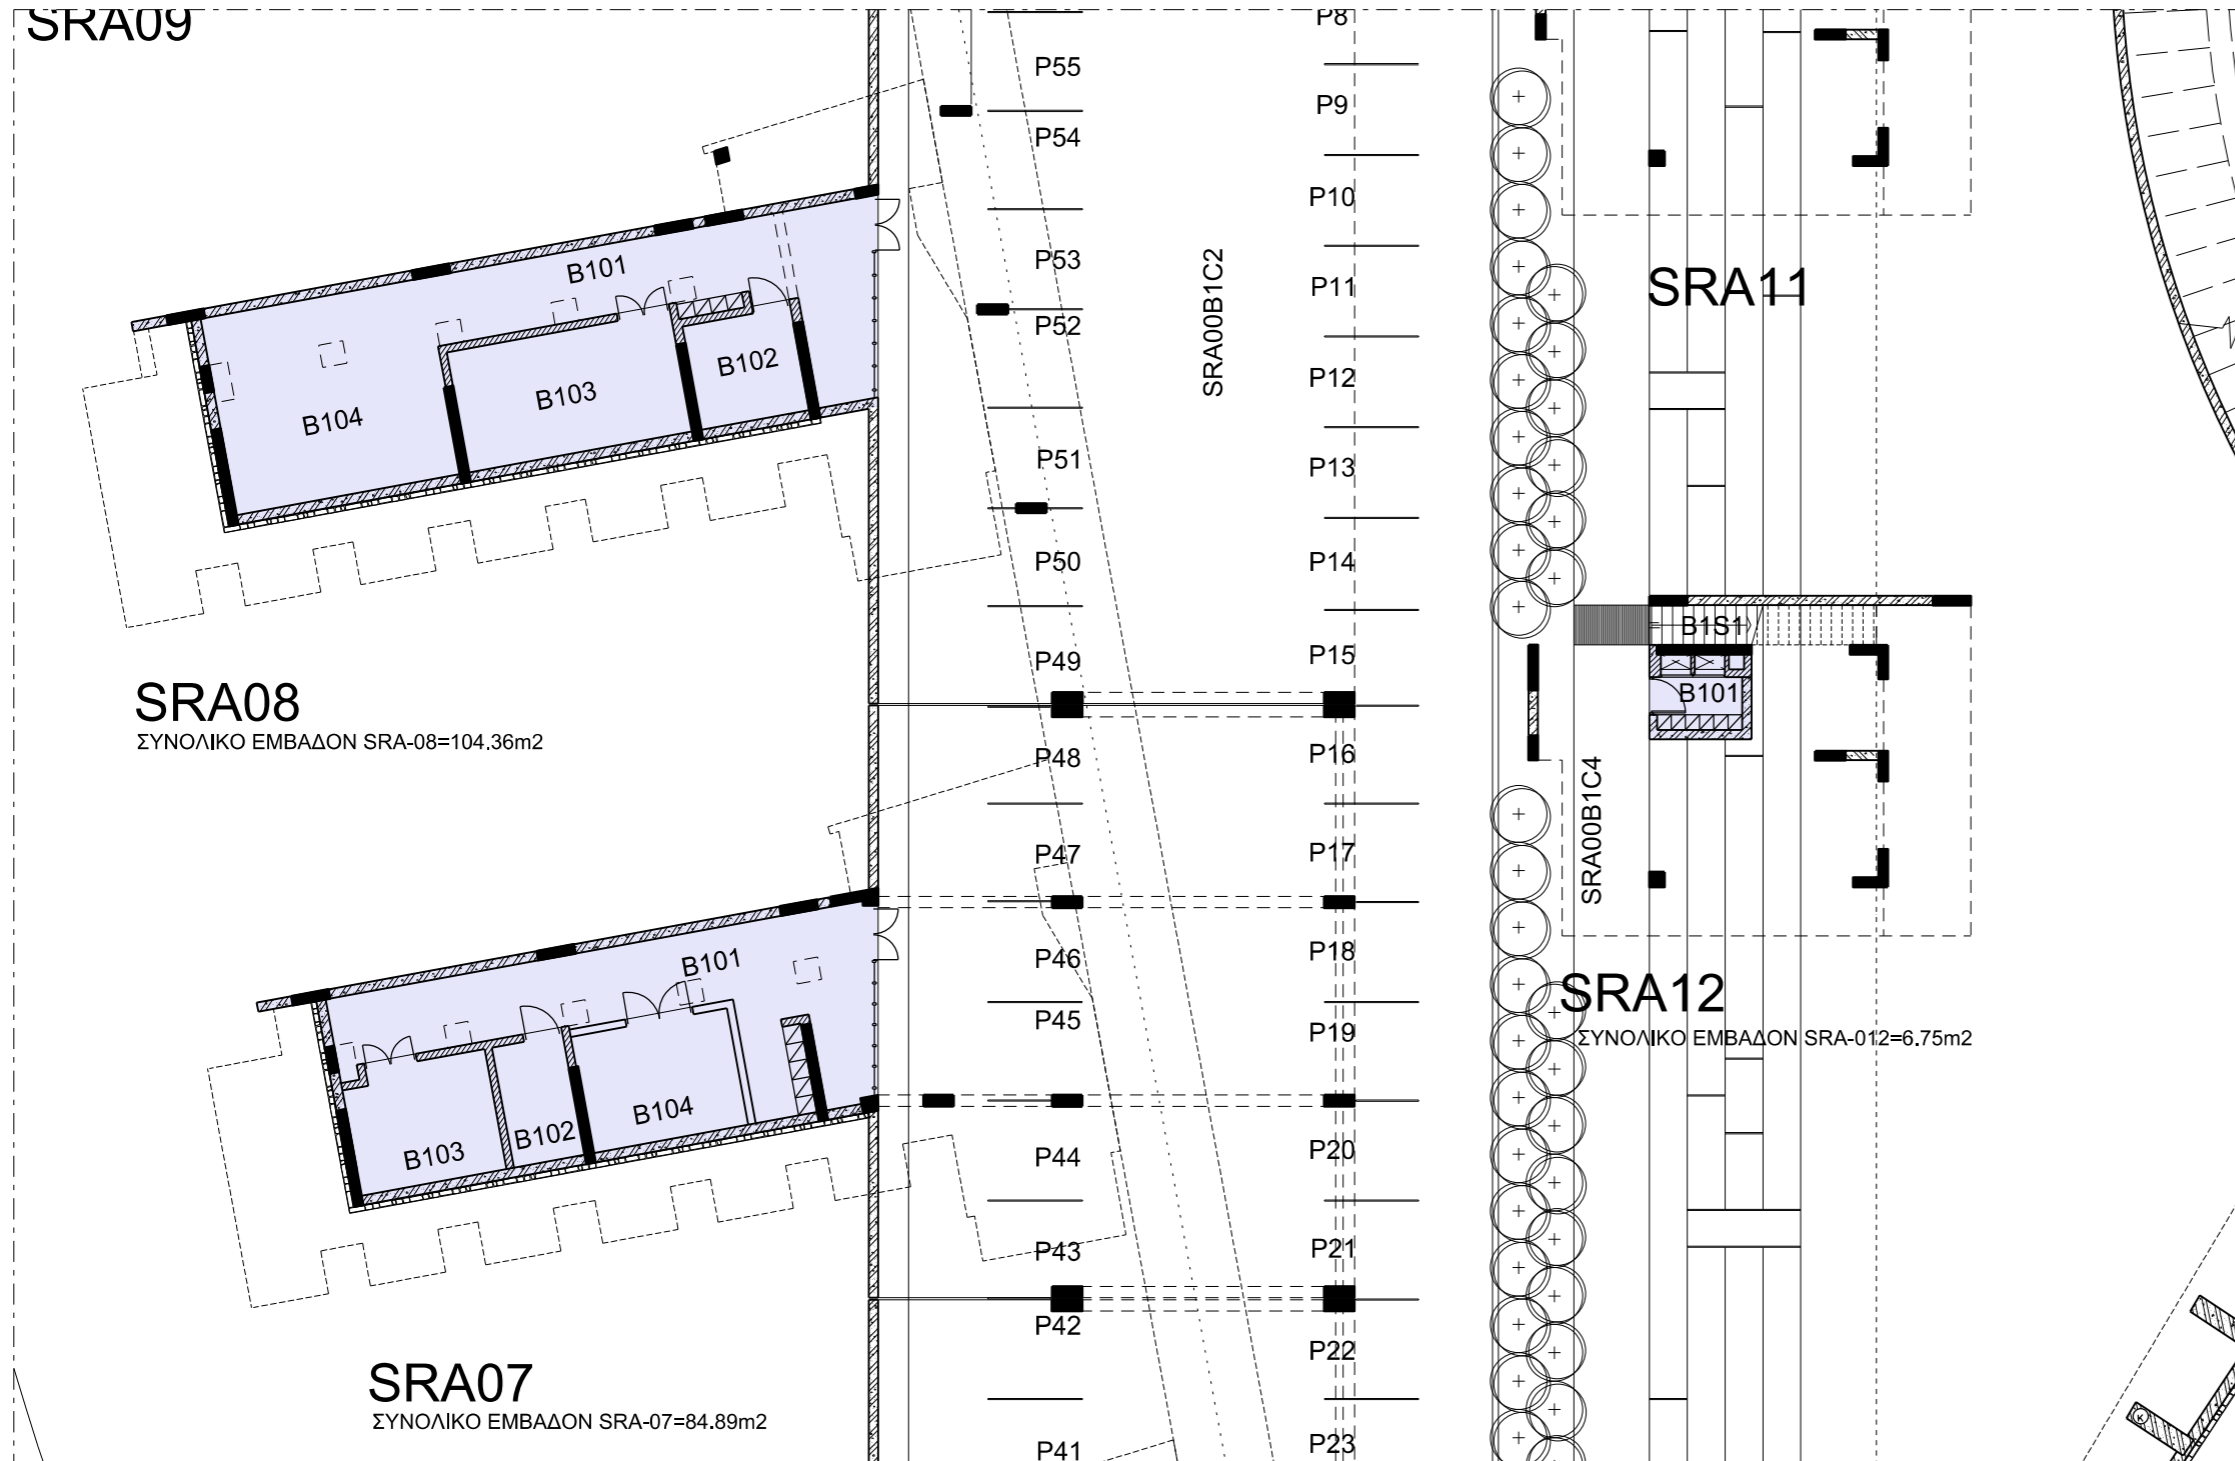 SRA09
P8
P55
P9
P54
P10
P53
SRA00B1C2
P11
SRA11
B101
P52
B102
B103
B104
P12
P51
P13
P50
P14
B1S1
P49
P15
B101
SRA08
ΣΥΝΟΛΙΚΟ ΕΜΒΑΔΟΝ SRA-08=104.36m2
P48
P16
SRA00B1C4
P47
P17
B101
P46
P18
SRA12
ΣΥΝΟΛΙΚΟ ΕΜΒΑΔΟΝ SRA-012=6.75m2
P45
P19
B104
B102
B103
P44
P20
P43
P21
P42
P22
SRA07
ΣΥΝΟΛΙΚΟ ΕΜΒΑΔΟΝ SRA-07=84.89m2
P41
P23
K